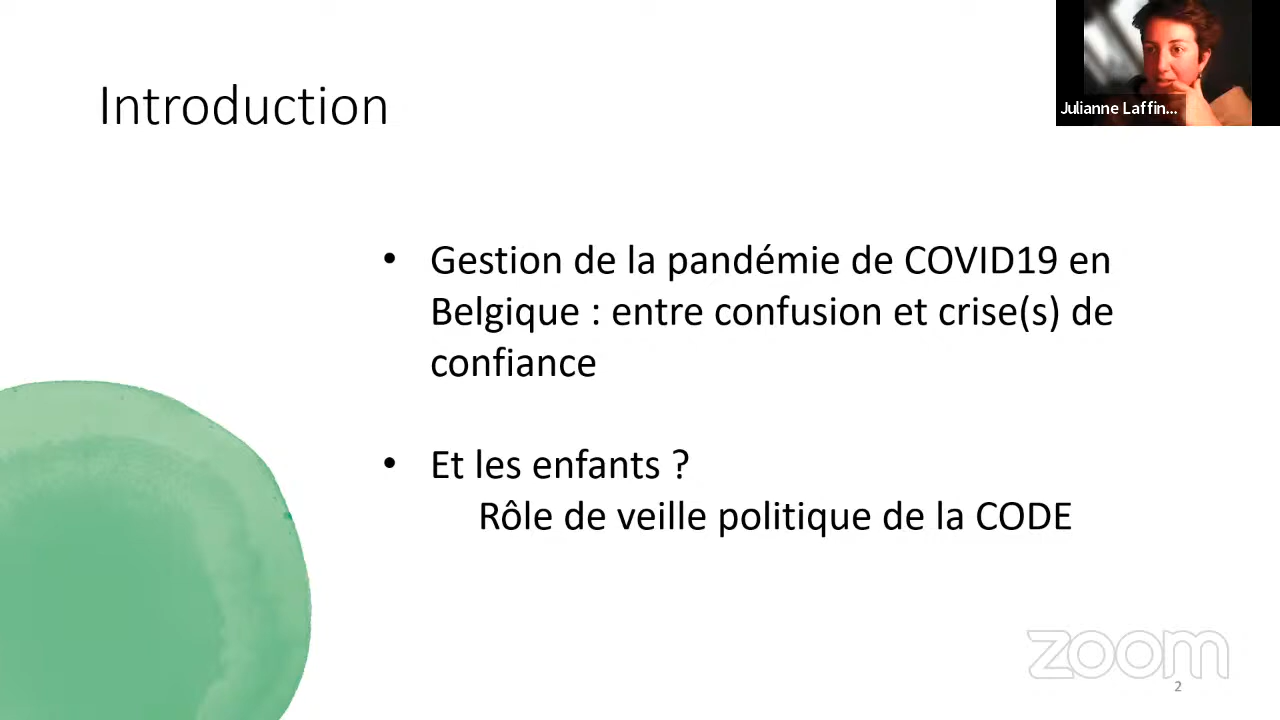 Introduction
Julianne Laffin...
• Gestion de la pandémie de COVID19 en
Belgique : entre confusion et crise(s) de
confiance
• Et les enfants ?
Rôle de veille politique de la CODE
zoom
2